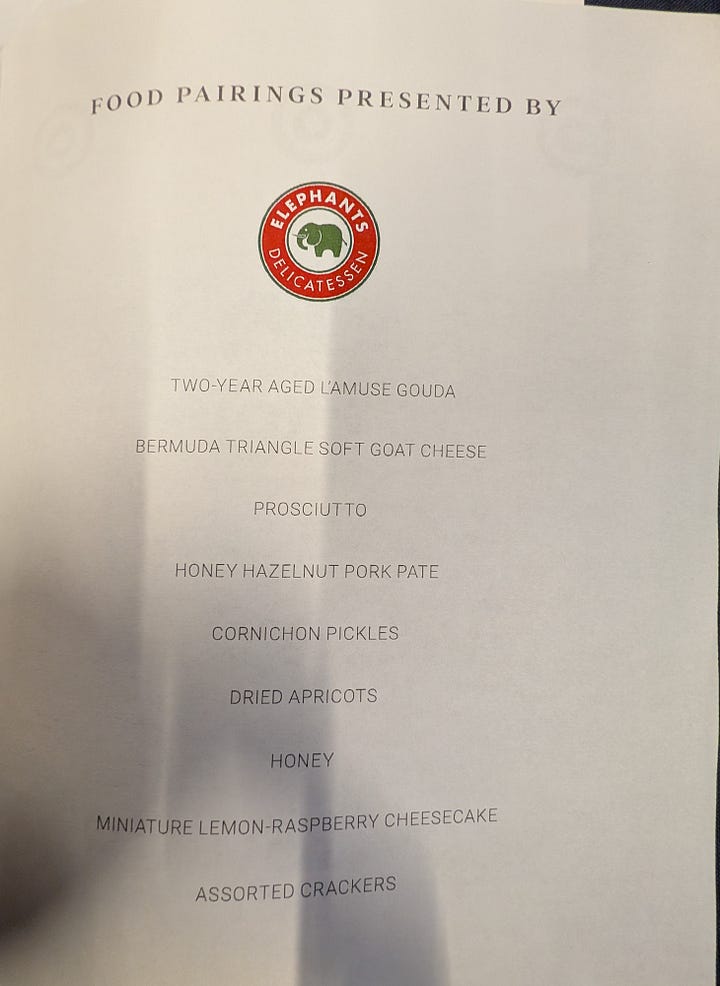 FOOD PAIRINGS PRESENTED BY
ELEPHANTS
DELICATESSEN
TWO-YEAR AGED L'AMUSE GOUDA
BERMUDA TRIANGLE SOFT GOAT CHEESE
PROSCIUTTO
HONEY HAZELNUT PORK PATE
CORNICHON PICKLES
DRIED APRICOTS
HONEY
MINIATURE LEMON-RASPBERRY CHEESECAKE
ASSORTED CRACKERS